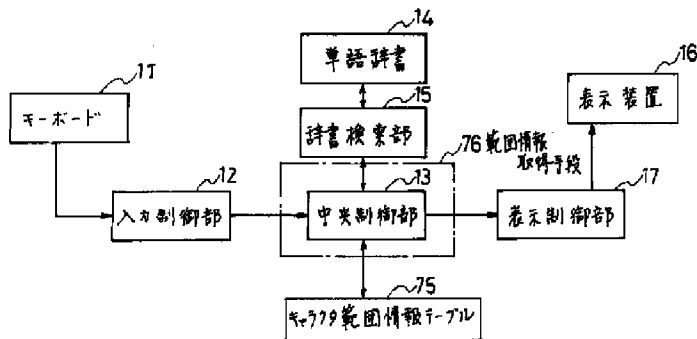 14
単語辞書
11
キーボード
15
辞書検索部
16
表示装置
76 範囲情報
取得手段
12
入力制御部
13
中央制御部
17
表示制御部
75
キャラクタ範囲情報テーブル